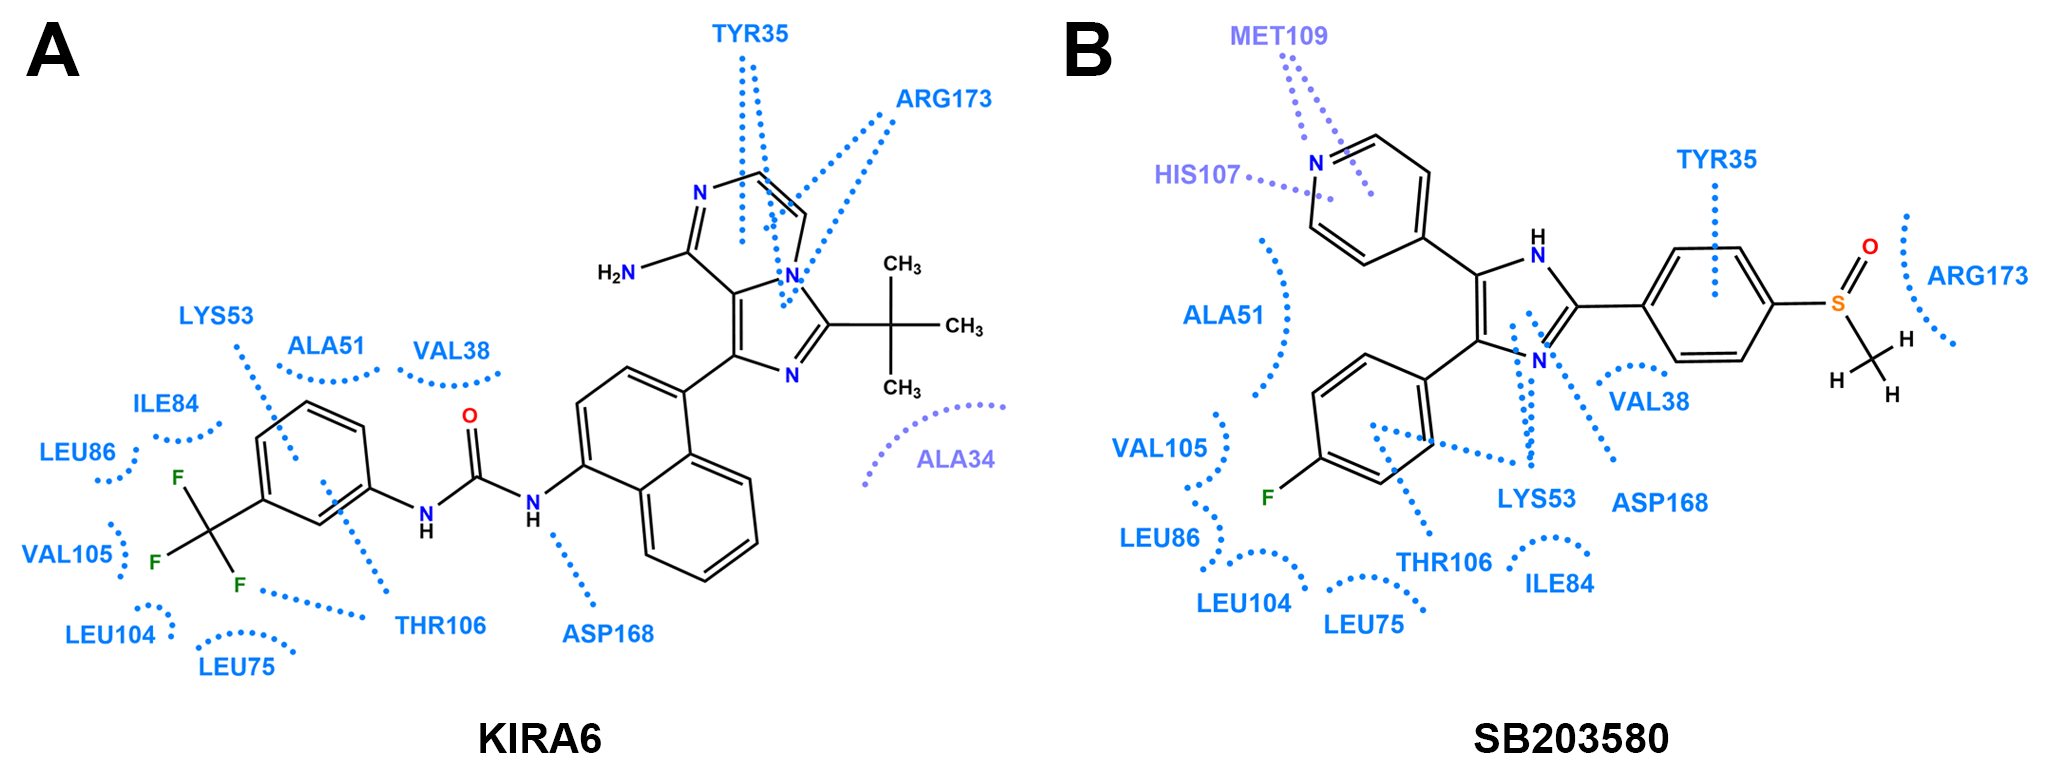 A
TYR35
ARG173
N
H₂N
N
CH₃
CH₃
CH₃
N
LYS53
ALA51
VAL38
ILE84
LEU86
O
F
F
F
N
H
N
H
ALA34
VAL105
LEU104
LEU75
THR106
ASP168
KIRA6
B
MET109
HIS107
N
TYR35
H
N
N
O
S
ARG173
H
H
H
ALA51
VAL38
VAL105
F
LYS53
ASP168
LEU86
THR106
ILE84
LEU104
LEU75
SB203580